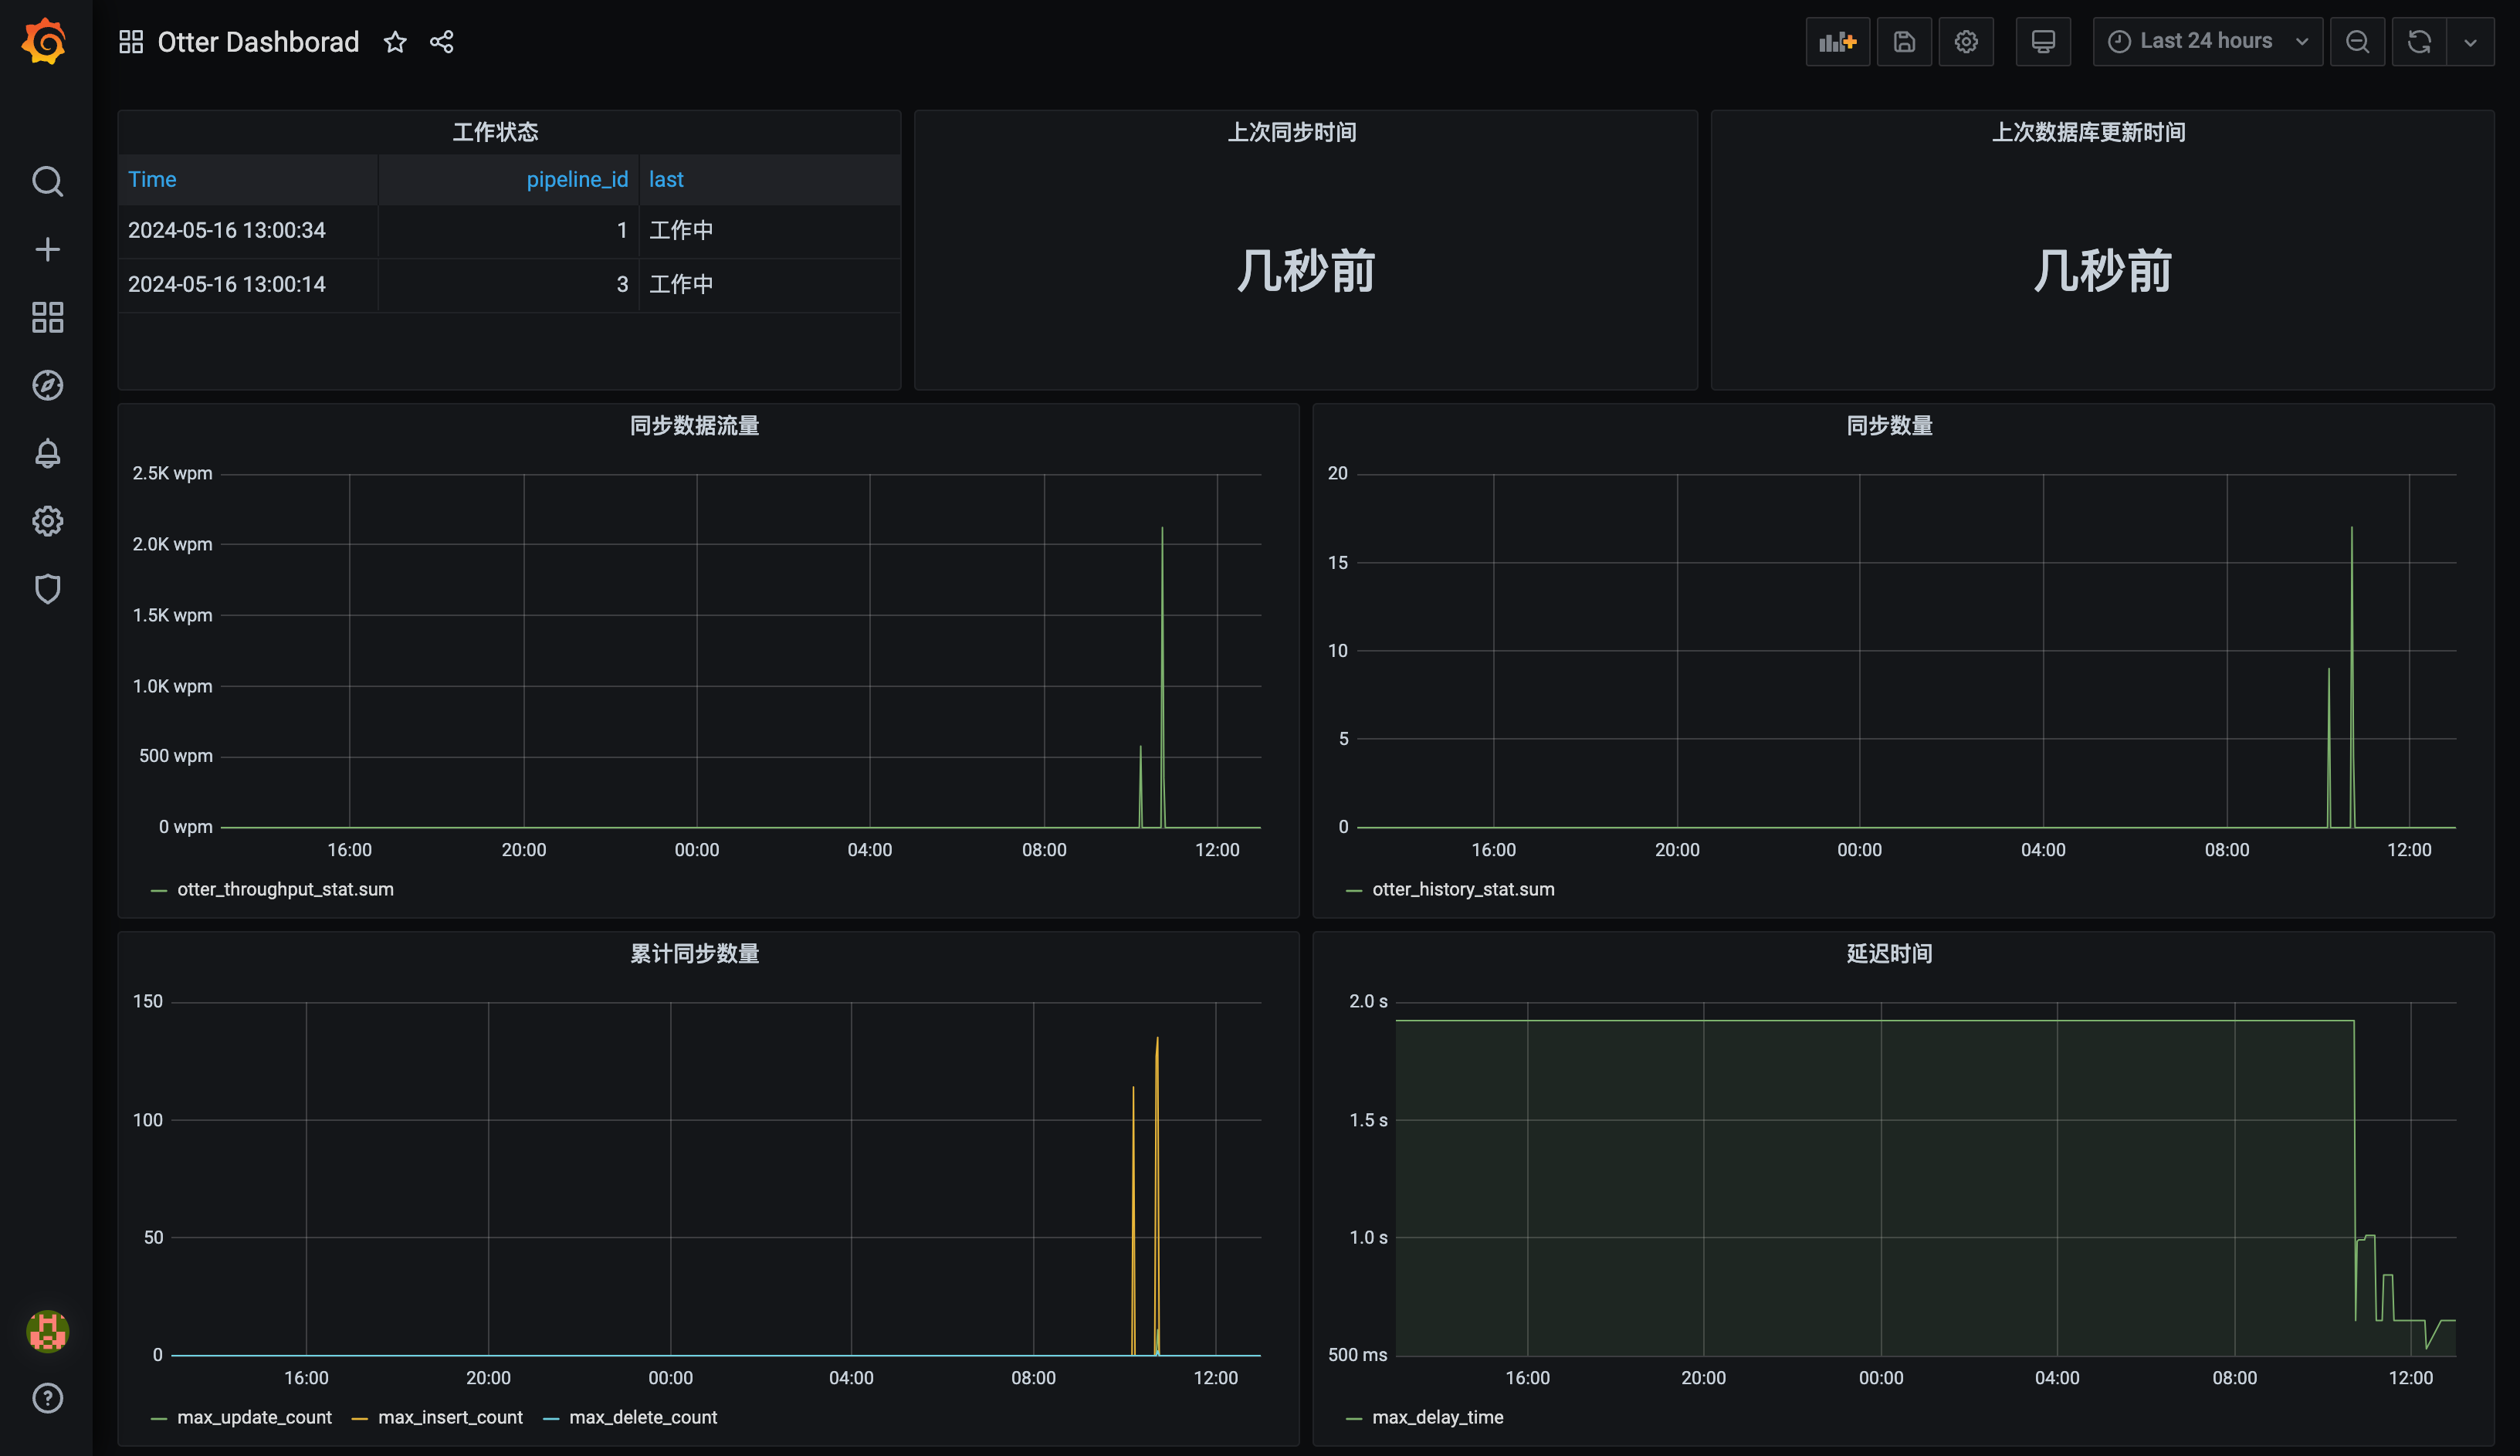 Otter Dashborad
Last 24 hours
工作状态
Time pipeline_id last
2024-05-16 13:00:34 1 工作中
2024-05-16 13:00:14 3 工作中
上次同步时间
几秒前
上次数据库更新时间
几秒前
同步数据流量
2.5K wpm
2.0K wpm
1.5K wpm
1.0K wpm
500 wpm
0 wpm
16:00 20:00 00:00 04:00 08:00 12:00
otter_throughput_stat.sum
同步数量
20
15
10
5
0
16:00 20:00 00:00 04:00 08:00 12:00
otter_history_stat.sum
累计同步数量
150
100
50
0
16:00 20:00 00:00 04:00 08:00 12:00
max_update_count max_insert_count max_delete_count
延迟时间
2.0 s
1.5 s
1.0 s
500 ms
16:00 20:00 00:00 04:00 08:00 12:00
max_delay_time